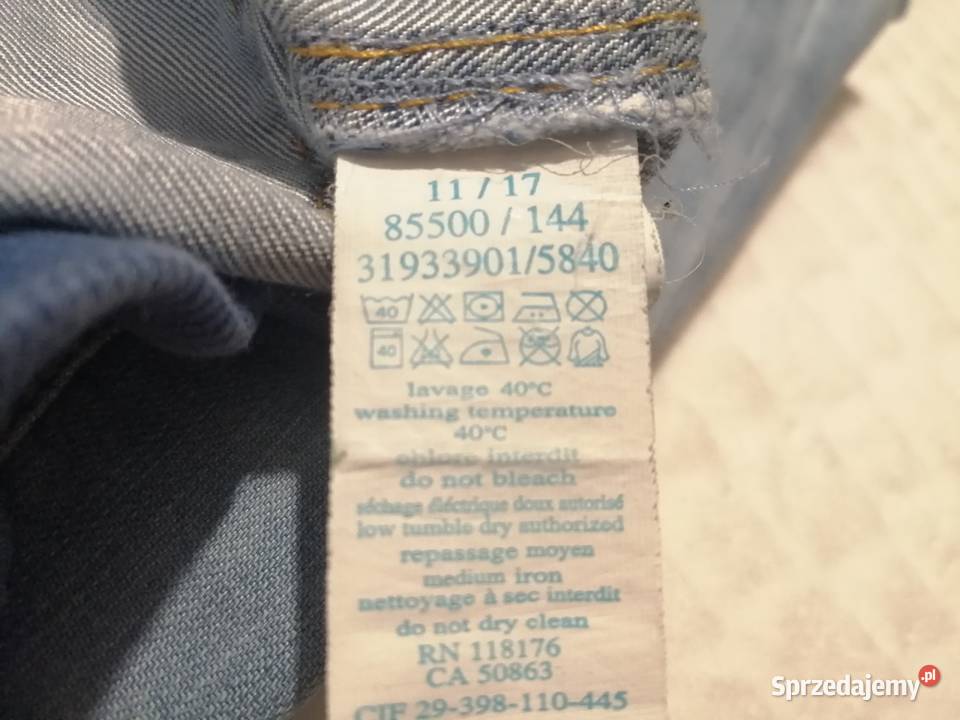 11 / 17
85500 / 144
31933901/5840
40
40
lavage 40°C
washing temperature
40°C
chlore interdit
do not bleach
séchage éléctrique doux autorisé
low tumble dry authorized
repassage moyen
medium iron
nettoyage à sec interdit
do not dry clean
RN 118176
CA 50863
CIF 29-398-110-445
Sprzedajemy.pl